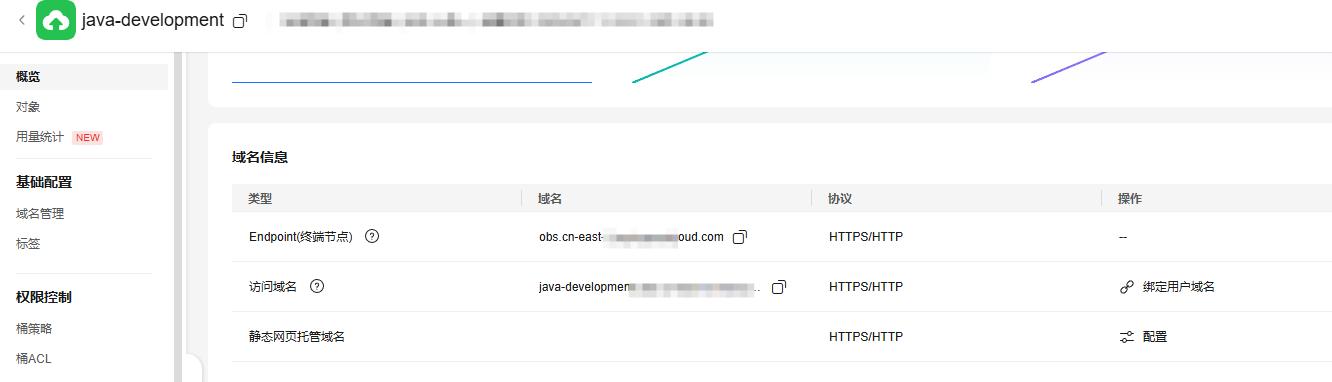 java-development
概览
对象
用量统计 NEW
基础配置
域名管理
标签
权限控制
桶策略
桶ACL
域名信息
类型 域名 协议 操作
Endpoint(终端节点) obs.cn-east- oud.com HTTPS/HTTP --
访问域名 java-development .. HTTPS/HTTP 绑定用户域名
静态网页托管域名 HTTPS/HTTP 配置